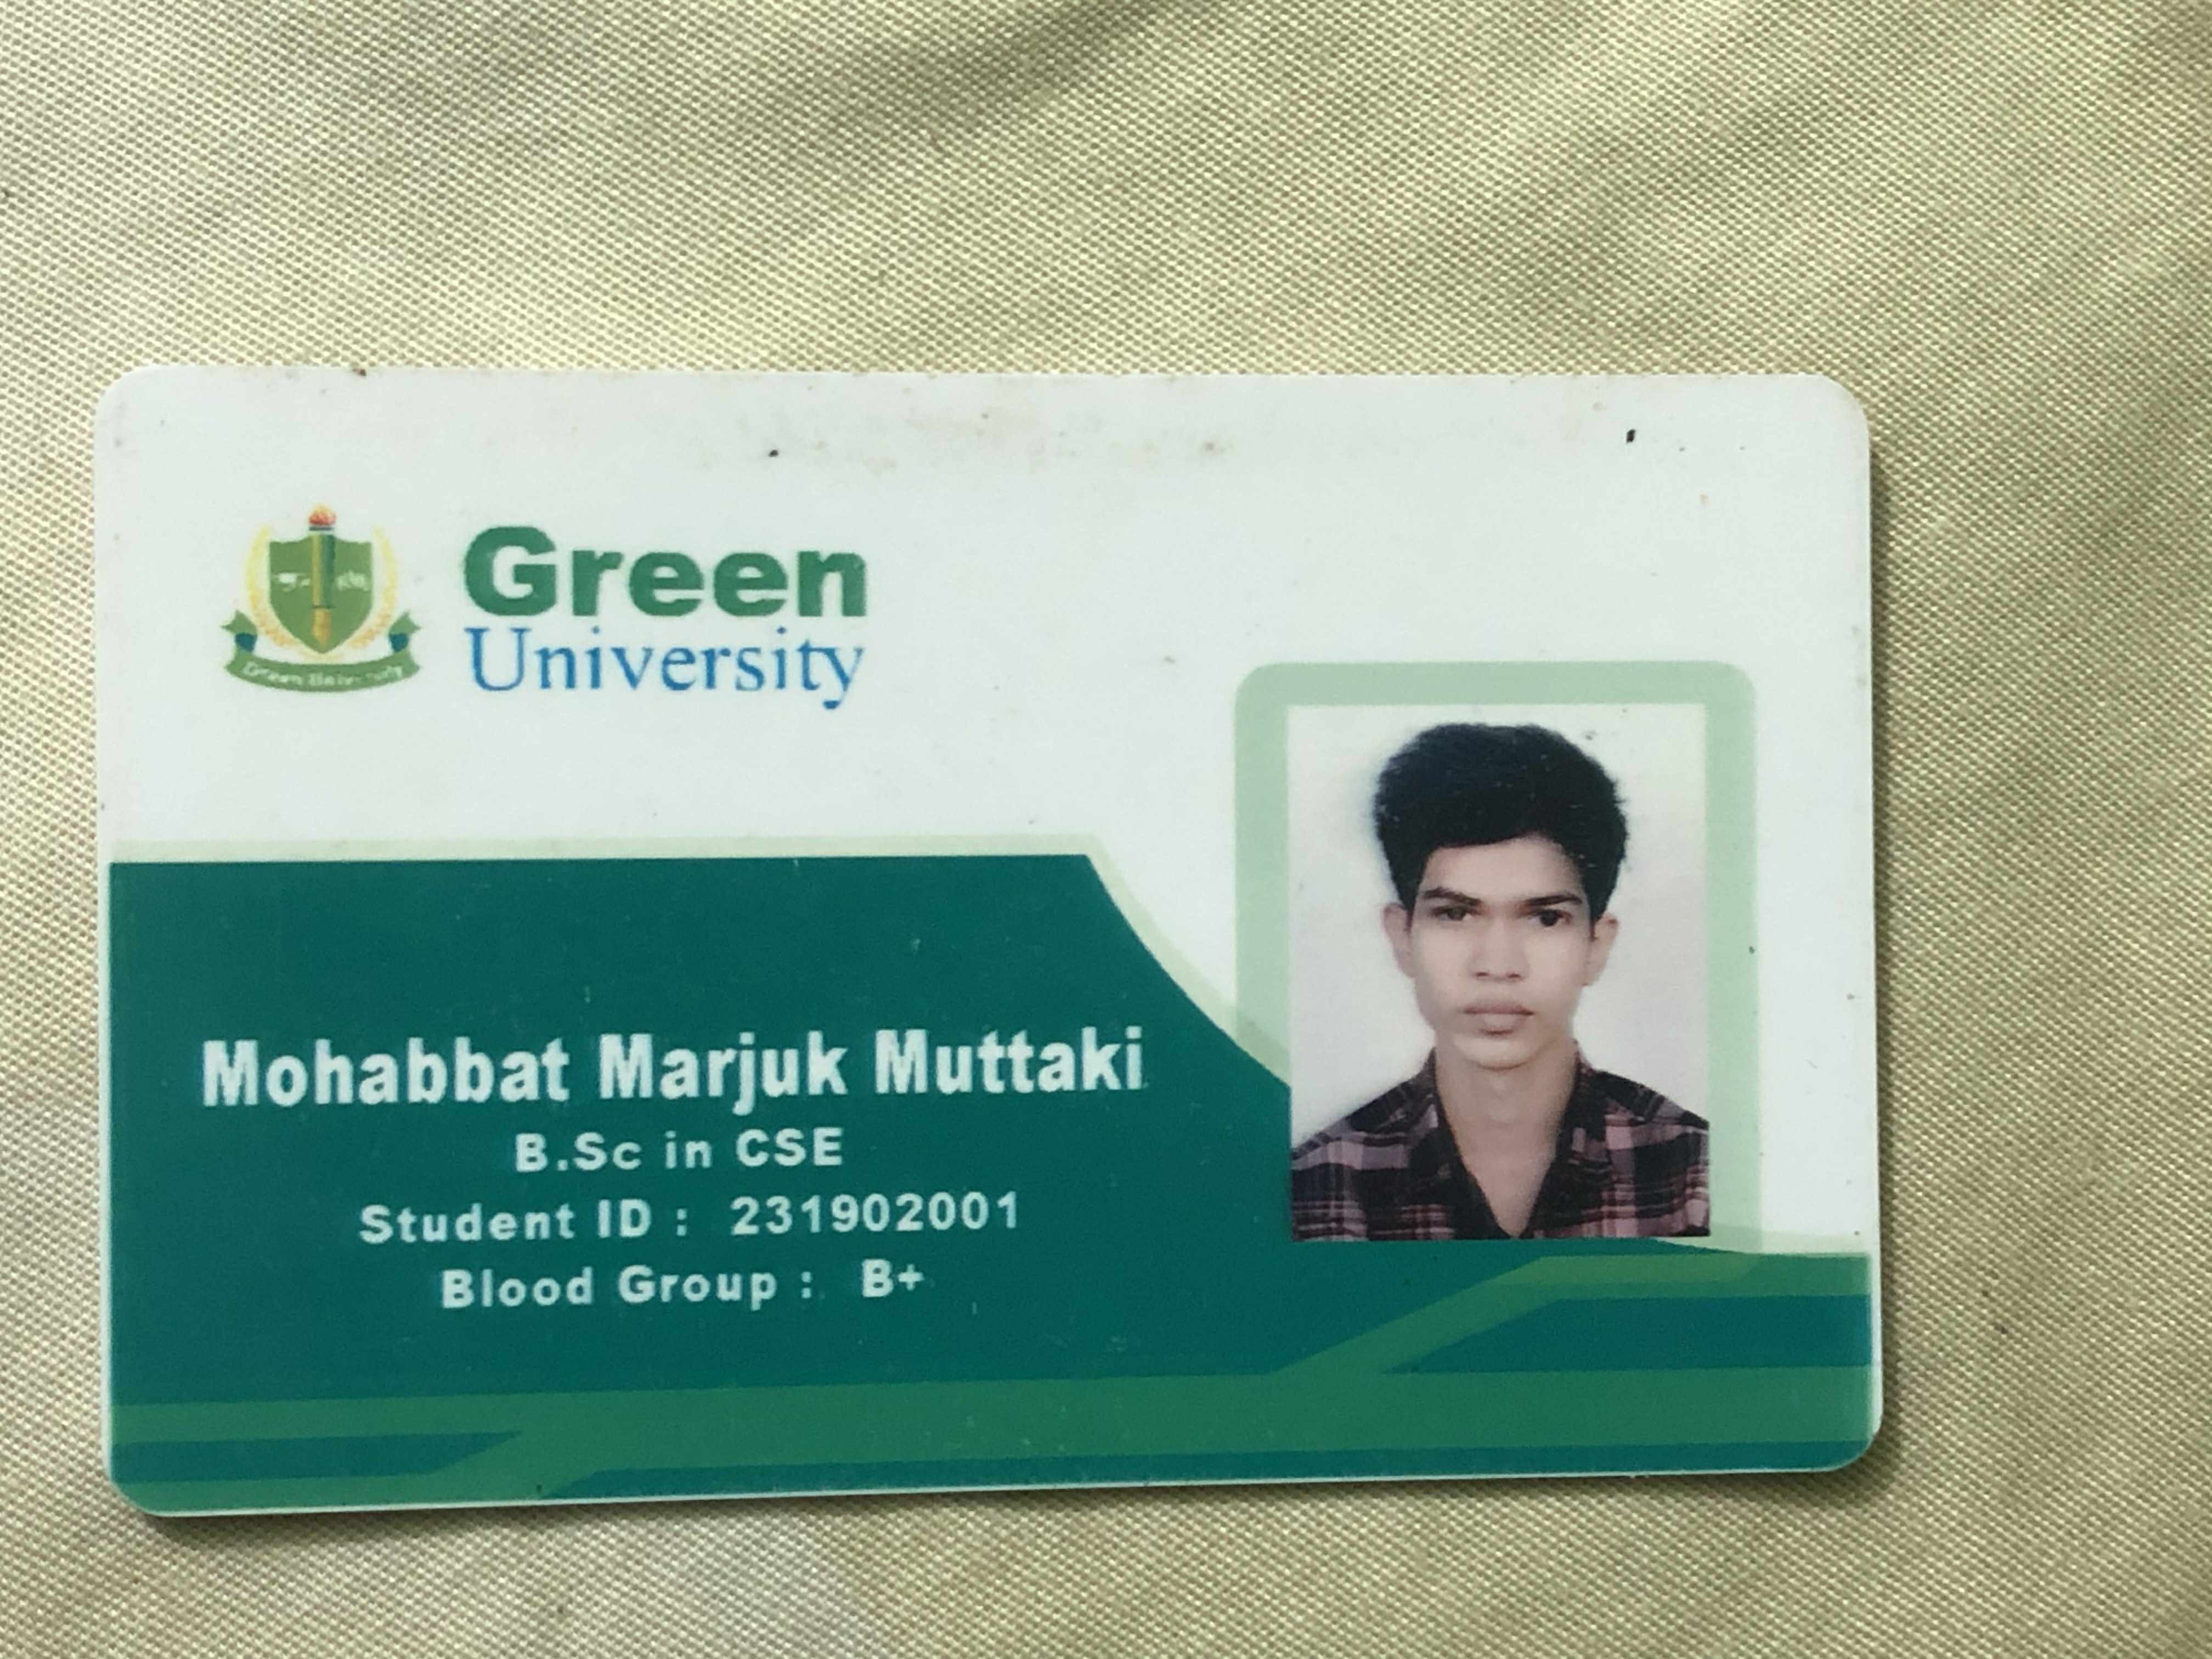 Green
University
Green University
Mohabbat Marjuk Muttaki
B.Sc in CSE
Student ID : 231902001
Blood Group : B+